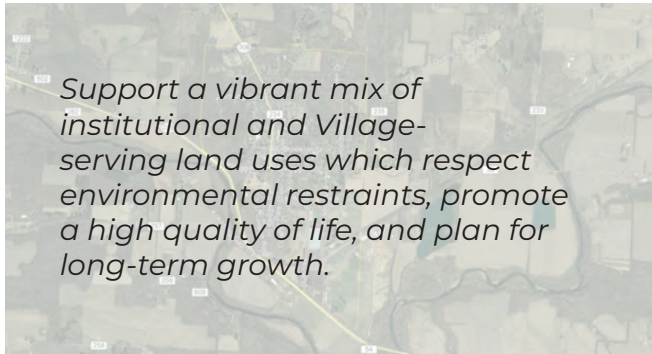 Support a vibrant mix of
institutional and Village-
serving land uses which respect
environmental restraints, promote
a high quality of life, and plan for
long-term growth.
34